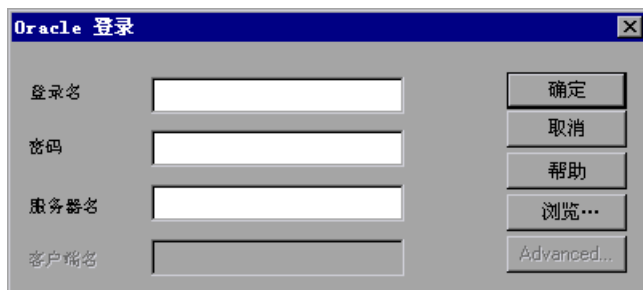 Oracle 登录
登录名
确定
取消
密码
帮助
服务器名
浏览…
客户端名
Advanced...